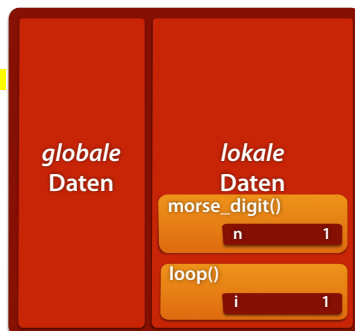 globale
Daten
lokale
Daten
morse_digit()
n 1
loop()
i 1